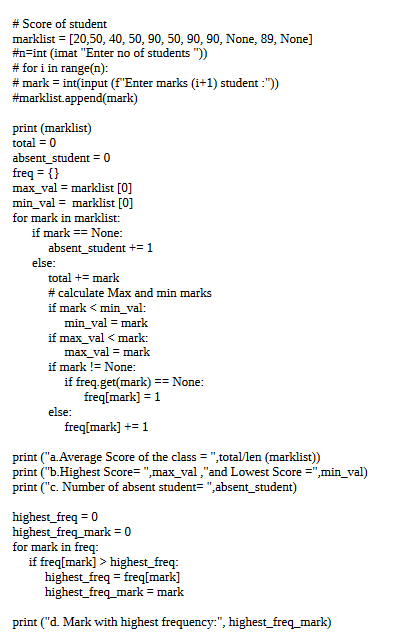 # Score of student
marklist = [20,50, 40, 50, 90, 50, 90, 90, None, 89, None]
#n=int (imat "Enter no of students "))
# for i in range(n):
# mark = int(input (f"Enter marks (i+1) student :"))
#marklist.append(mark)
print (marklist)
total = 0
absent_student = 0
freq = {}
max_val = marklist [0]
min_val = marklist [0]
for mark in marklist:
if mark == None:
absent_student += 1
else:
total += mark
# calculate Max and min marks
if mark < min_val:
min_val = mark
if max_val < mark:
max_val = mark
if mark != None:
if freq.get(mark) == None:
freq[mark] = 1
else:
freq[mark] += 1
print ("a.Average Score of the class = ",total/len (marklist))
print ("b.Highest Score= ",max_val ,"and Lowest Score =",min_val)
print ("c. Number of absent student= ",absent_student)
highest_freq = 0
highest_freq_mark = 0
for mark in freq:
if freq[mark] > highest_freq:
highest_freq = freq[mark]
highest_freq_mark = mark
print ("d. Mark with highest frequency:", highest_freq_mark)